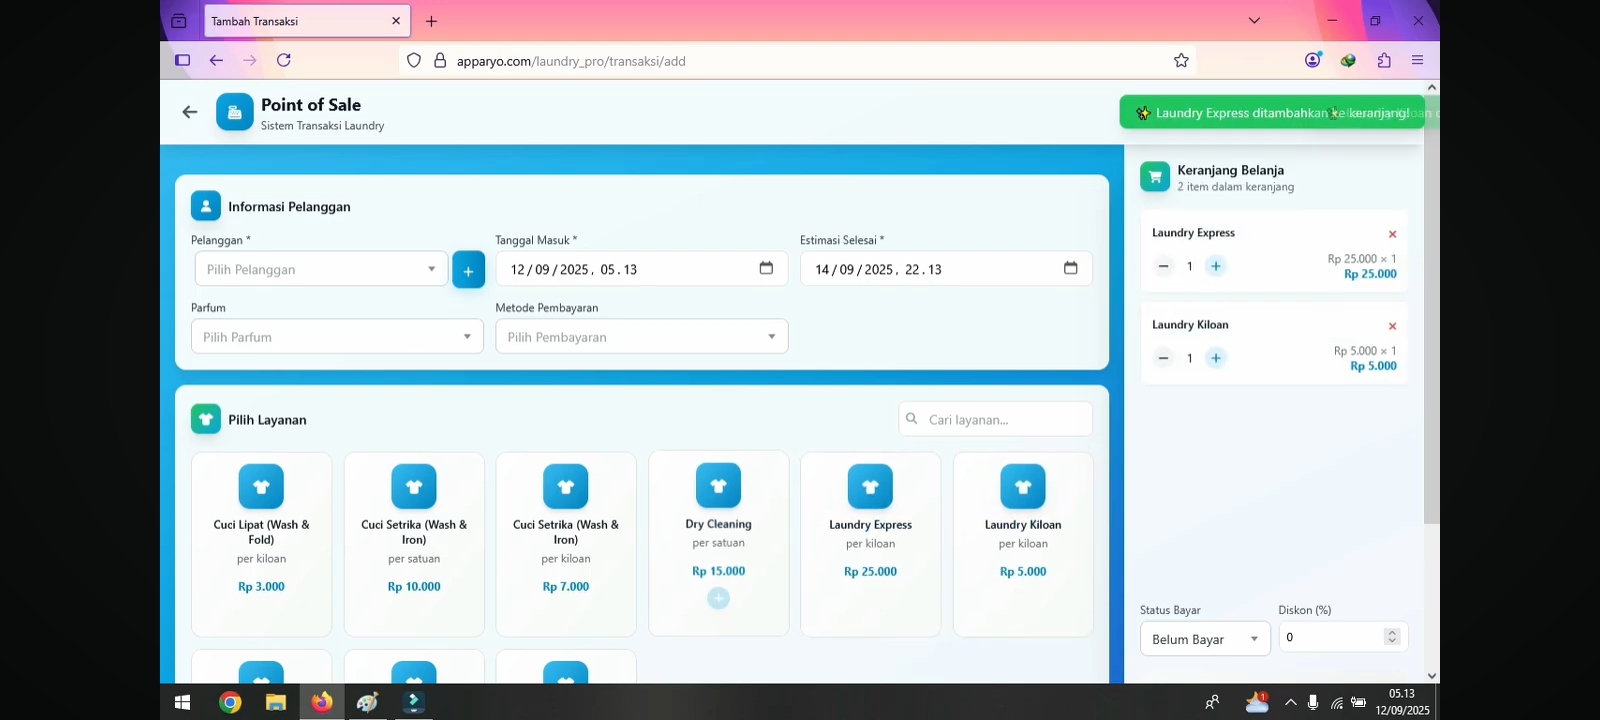 Tambah Transaksi
apparyo.com/laundry_pro/transaksi/add
Point of Sale
Sistem Transaksi Laundry
Laundry Express ditambahkan ke keranjang!
Informasi Pelanggan
Pelanggan *
Tanggal Masuk *
Estimasi Selesai *
Pilih Pelanggan
+
12/09/2025, 05.13
14/09/2025, 22.13
Parfum
Metode Pembayaran
Pilih Parfum
Pilih Pembayaran
Pilih Layanan
Cari layanan...
Cuci Lipat (Wash & Fold)
per kiloan
Rp 3.000
Cuci Setrika (Wash & Iron)
per satuan
Rp 10.000
Cuci Setrika (Wash & Iron)
per kiloan
Rp 7.000
Dry Cleaning
per satuan
Rp 15.000
+
Laundry Express
per kiloan
Rp 25.000
Laundry Kiloan
per kiloan
Rp 5.000
Keranjang Belanja
2 item dalam keranjang
Laundry Express
×
− 1 +
Rp 25.000 × 1
Rp 25.000
Laundry Kiloan
×
− 1 +
Rp 5.000 × 1
Rp 5.000
Status Bayar
Diskon (%)
Belum Bayar
0
1
05.13
12/09/2025